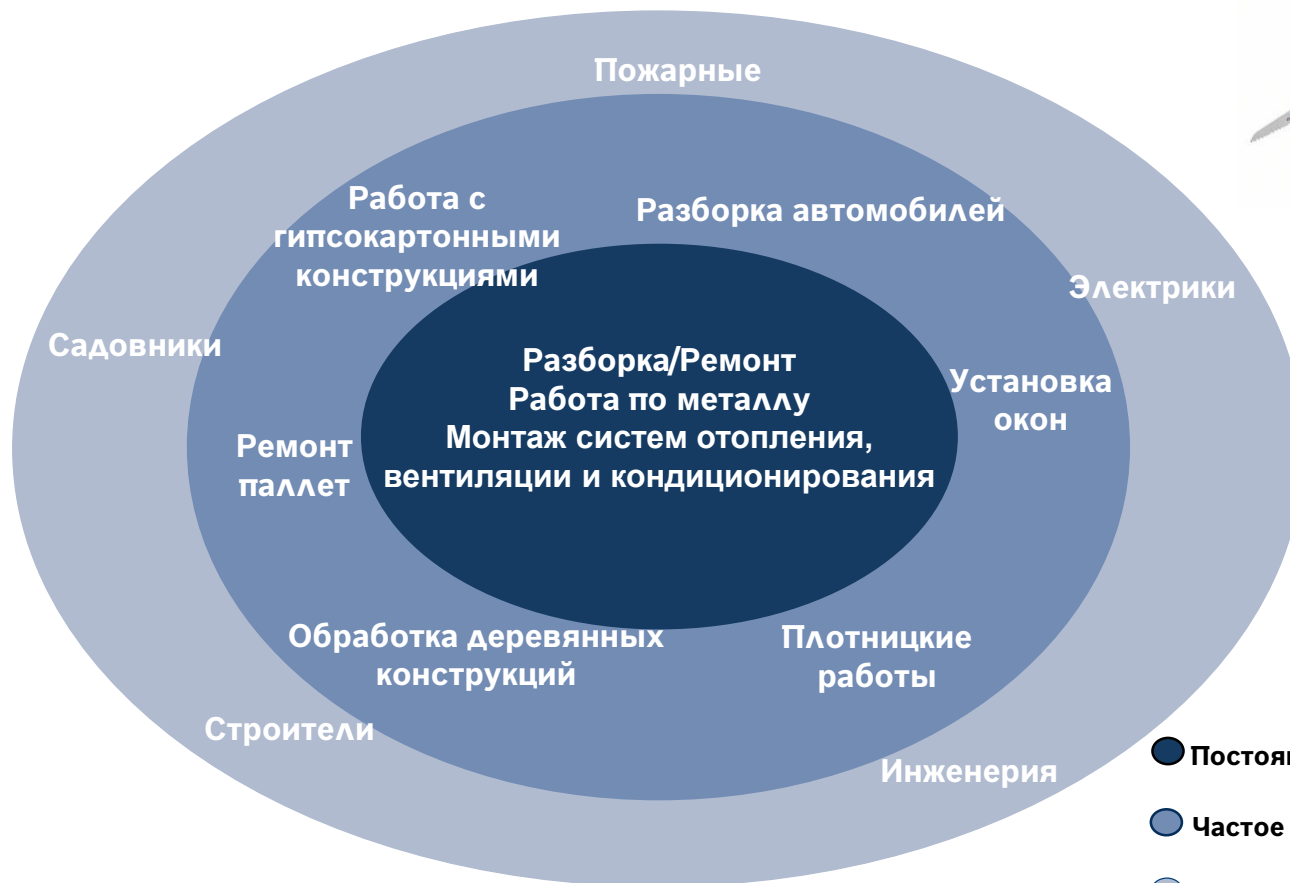 Пожарные
Работа с
гипсокартонными
конструкциями
Разборка автомобилей
Электрики
Садовники
Разборка/Ремонт
Работа по металлу
Монтаж систем отопления,
вентиляции и кондиционирования
Установка
окон
Ремонт
паллет
Обработка деревянных
конструкций
Плотницкие
работы
Строители
Инженерия
Частое